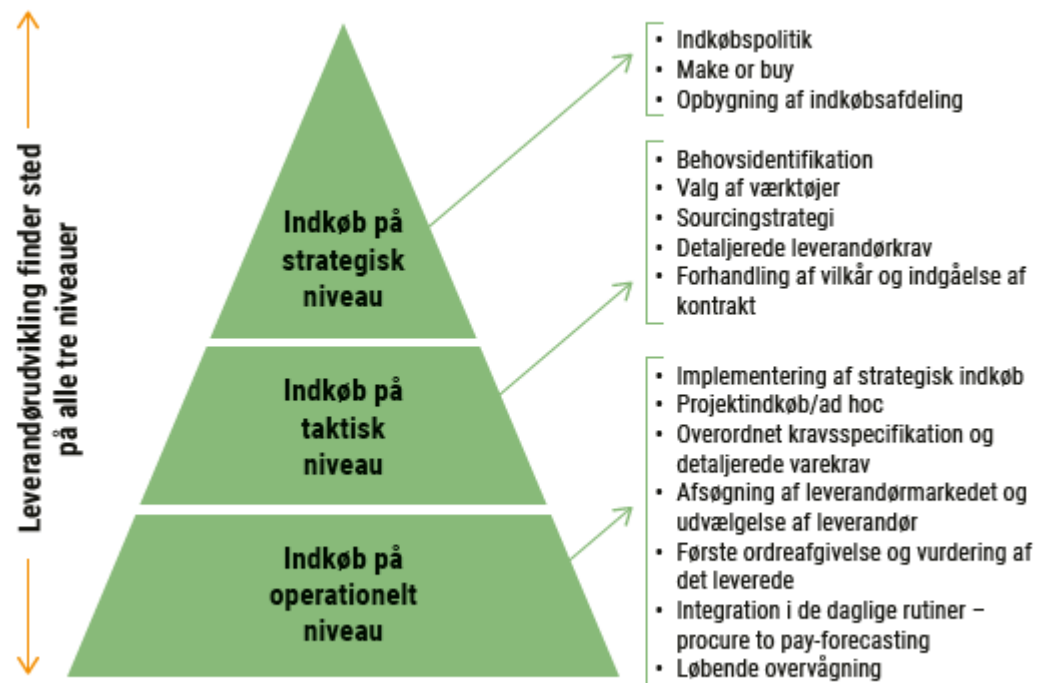 Leverandørudvikling finder sted
på alle tre niveauer
Indkøb på
strategisk
niveau
• Indkøbspolitik
• Make or buy
• Opbygning af indkøbsafdeling
Indkøb på
taktisk
niveau
• Behovsidentifikation
• Valg af værktøjer
• Sourcingstrategi
• Detaljerede leverandørkrav
• Forhandling af vilkår og indgåelse af
kontrakt
Indkøb på
operationelt
niveau
• Implementering af strategisk indkøb
• Projektindkøb/ad hoc
• Overordnet kravsspecifikation og
detaljerede varekrav
• Afsøgning af leverandørmarkedet og
udvælgelse af leverandør
• Første ordreafgivelse og vurdering af
det leverede
• Integration i de daglige rutiner –
procure to pay-forecasting
• Løbende overvågning